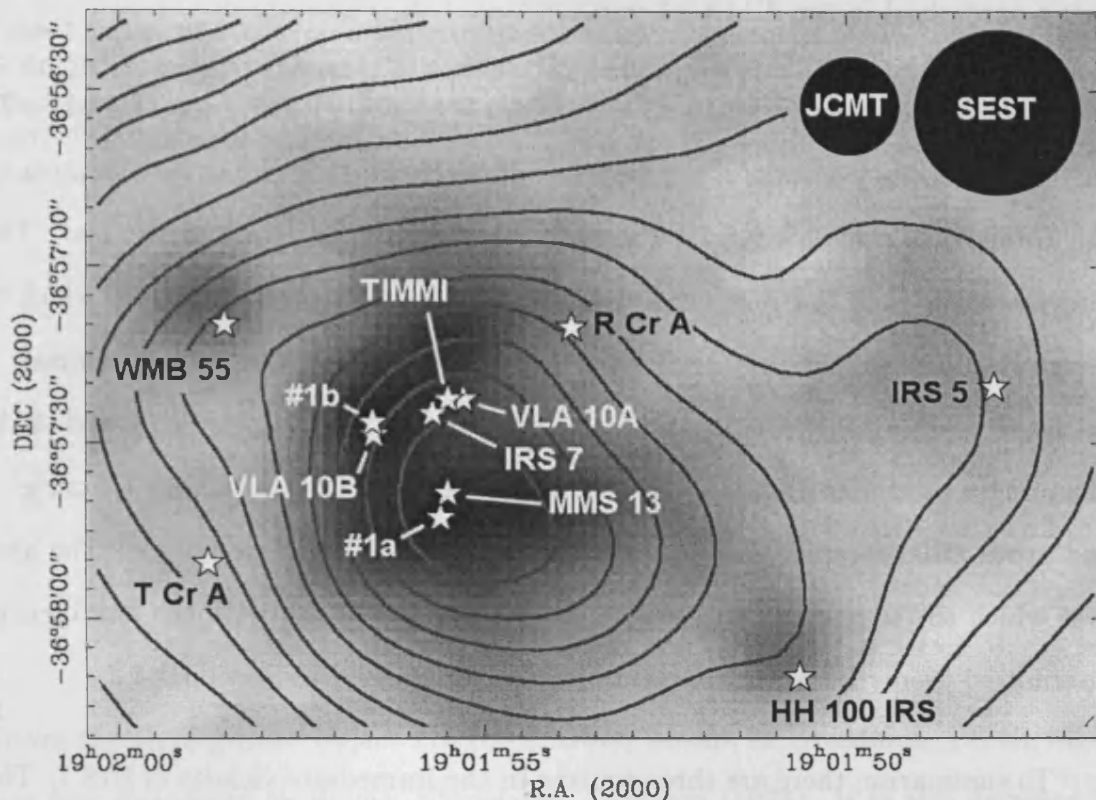 JCMT
SEST
-36°56'30"
-36°57'00"
-36°57'30"
-36°58'00"
DEC (2000)
TIMMI
R Cr A
WMB 55
#1b
VLA 10A
IRS 5
IRS 7
VLA 10B
MMS 13
#1a
T Cr A
HH 100 IRS
19ʰ02ᵐ00ˢ
19ʰ01ᵐ55ˢ
19ʰ01ᵐ50ˢ
R.A. (2000)